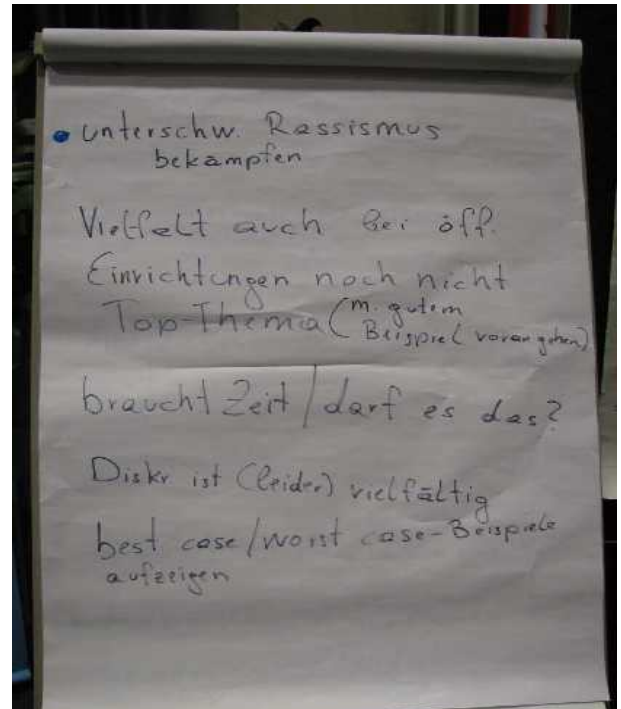 • unterschw. Rassismus
bekämpfen
Vielfalt auch bei öff.
Einrichtungen noch nicht
Top-Thema (m. gutem
Beispiel vorangehen)
braucht Zeit / darf es das?
Diskr ist (leider) vielfältig
best case/worst case-Beispiele
aufzeigen